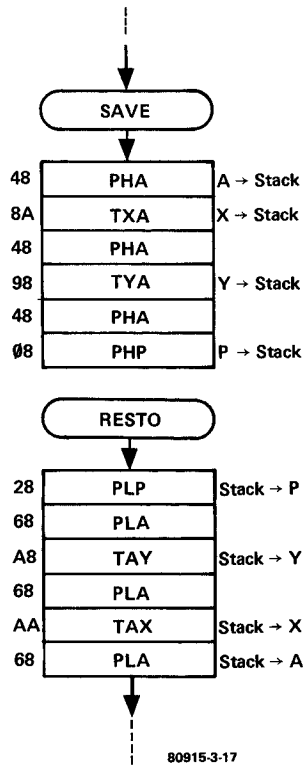 SAVE
48 PHA A → Stack
8A TXA X → Stack
48 PHA
98 TYA Y → Stack
48 PHA
Ø8 PHP P → Stack
RESTO
28 PLP Stack → P
68 PLA
A8 TAY Stack → Y
68 PLA
AA TAX Stack → X
68 PLA Stack → A
80915-3-17